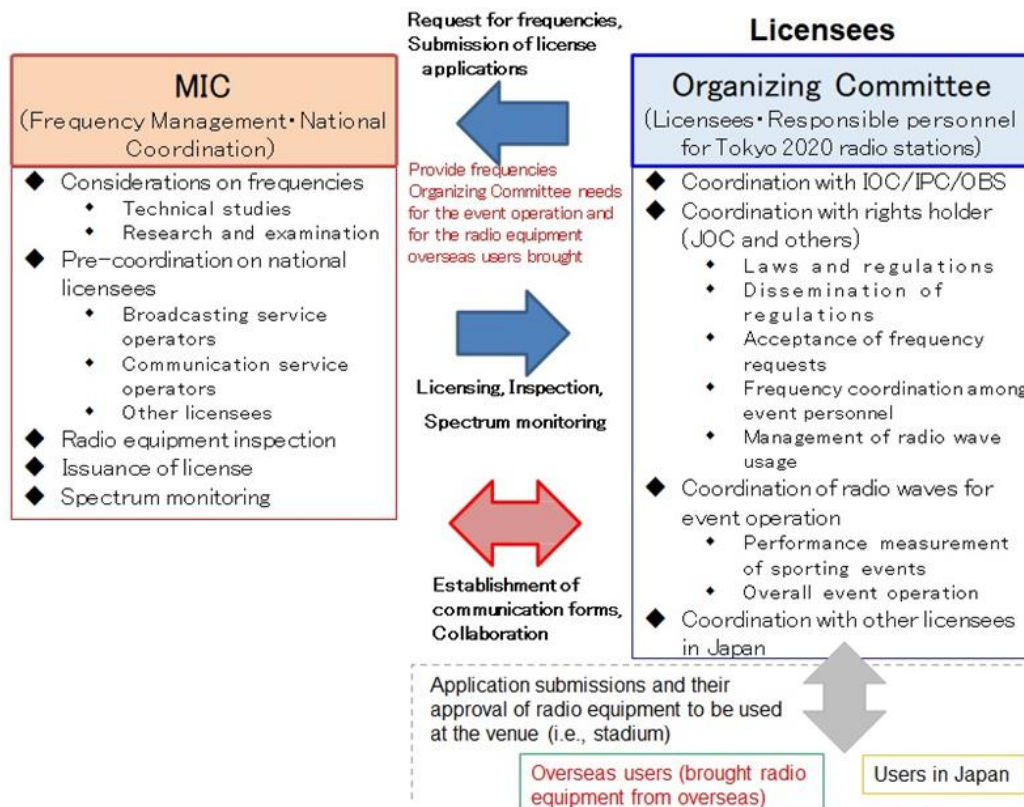 MIC
(Frequency Management・National
Coordination)
◆ Considerations on frequencies
◆ Technical studies
◆ Research and examination
◆ Pre-coordination on national
licensees
◆ Broadcasting service
operators
◆ Communication service
operators
◆ Other licensees
◆ Radio equipment inspection
◆ Issuance of license
◆ Spectrum monitoring
Request for frequencies,
Submission of license
applications
Provide frequencies
Organizing Committee needs
for the event operation and
for the radio equipment
overseas users brought
Licensing, Inspection,
Spectrum monitoring
Establishment of
communication forms,
Collaboration
Licensees
Organizing Committee
(Licensees・Responsible personnel
for Tokyo 2020 radio stations)
◆ Coordination with IOC/IPC/OBS
◆ Coordination with rights holder
(JOC and others)
◆ Laws and regulations
◆ Dissemination of
regulations
◆ Acceptance of frequency
requests
◆ Frequency coordination among
event personnel
◆ Management of radio wave
usage
◆ Coordination of radio waves for
event operation
◆ Performance measurement
of sporting events
◆ Overall event operation
◆ Coordination with other licensees
in Japan
Application submissions and their
approval of radio equipment to be used
at the venue (i.e., stadium)
Overseas users (brought radio
equipment from overseas)
Users in Japan